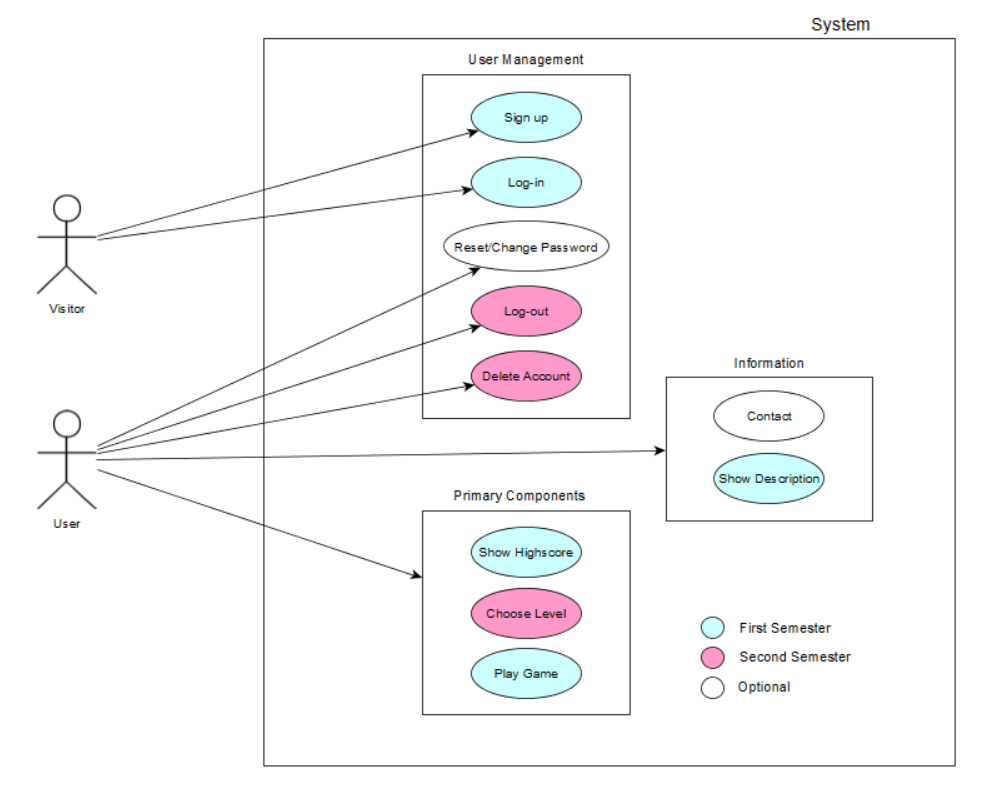 System
User Management
Sign up
Log-in
Reset/Change Password
Log-out
Delete Account
Visitor
User
Information
Contact
Show Description
Primary Components
Show Highscore
Choose Level
Play Game
First Semester
Second Semester
Optional